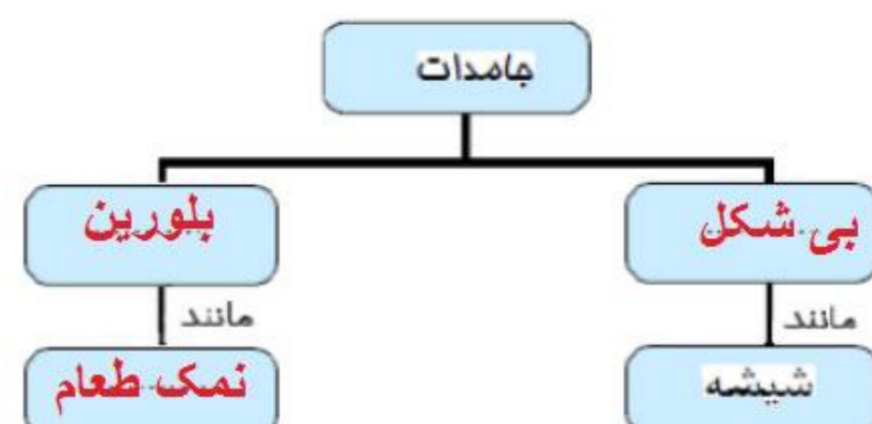 جامدات
بی شکل
بلورین
مانند
مانند
شیشه
نمک طعام